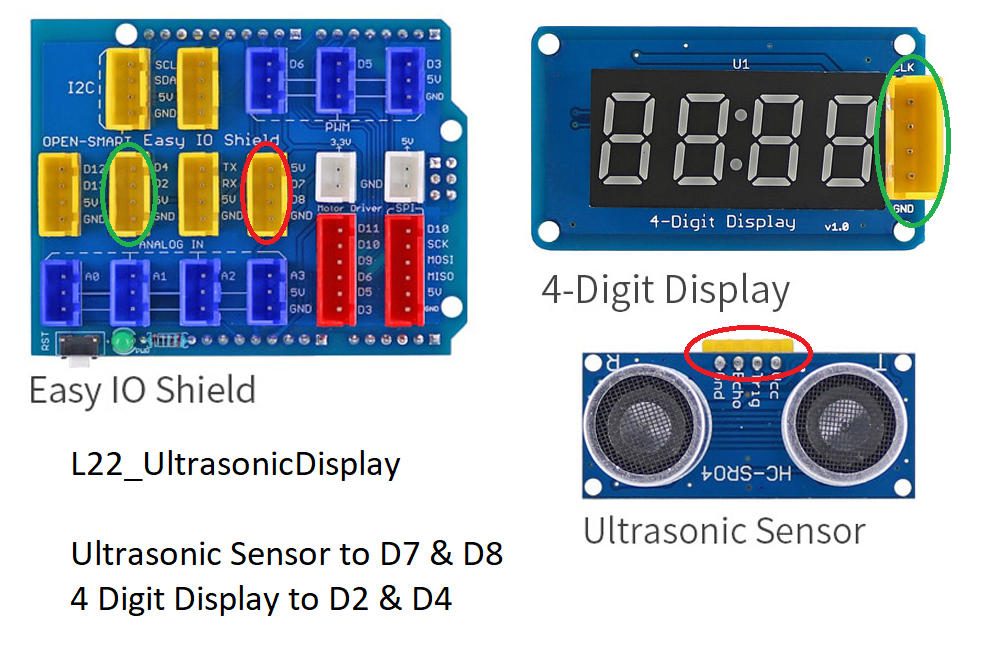 SCL
SDA
5V
GND
I2C
D6
D5
D3
5V
GND
PWM
OPEN-SMART Easy IO Shield
3.3V
5V
GND
D12
D4
D2
5V
GND
TX
RX
5V
GND
5V
D7
D8
GND
Motor Driver
SPI
D11
D10
D9
D6
D5
D3
D10
SCK
MOSI
MISO
5V
GND
ANALOG IN
A0
A1
A2
A3
5V
GND
RST
PWR
Easy IO Shield
U1
CLK
GND
4-Digit Display
v1.0
4-Digit Display
R
T
Gnd
Echo
Trig
Vcc
HC-SR04
Ultrasonic Sensor
L22_UltrasonicDisplay
Ultrasonic Sensor to D7 & D8
4 Digit Display to D2 & D4